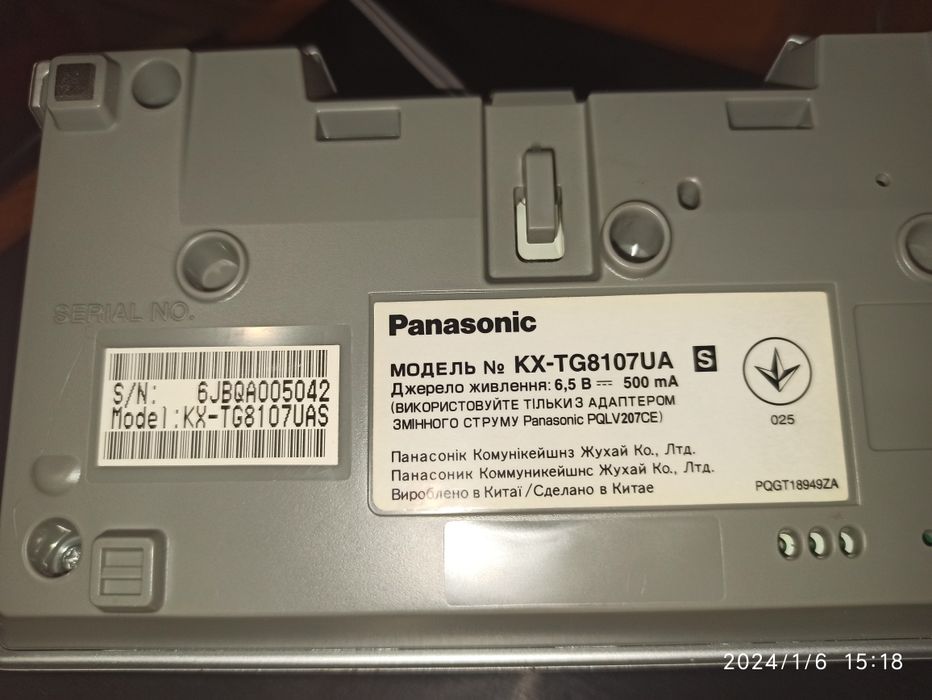 SERIAL NO.
S/N: 6JBQA005042
Model:KX-TG8107UAS
Panasonic
МОДЕЛЬ № KX-TG8107UA S
Джерело живлення: 6,5 В ⎓ 500 mA
(ВИКОРИСТОВУЙТЕ ТІЛЬКИ З АДАПТЕРОМ
ЗМІННОГО СТРУМУ Panasonic PQLV207CE)
025
Панасонік Комунікейшнз Жухай Ко., Лтд.
Панасоник Коммуникейшнс Жухай Ко., Лтд.
Вироблено в Китаї/Сделано в Китае
PQGT18949ZA
2024/1/6 15:18